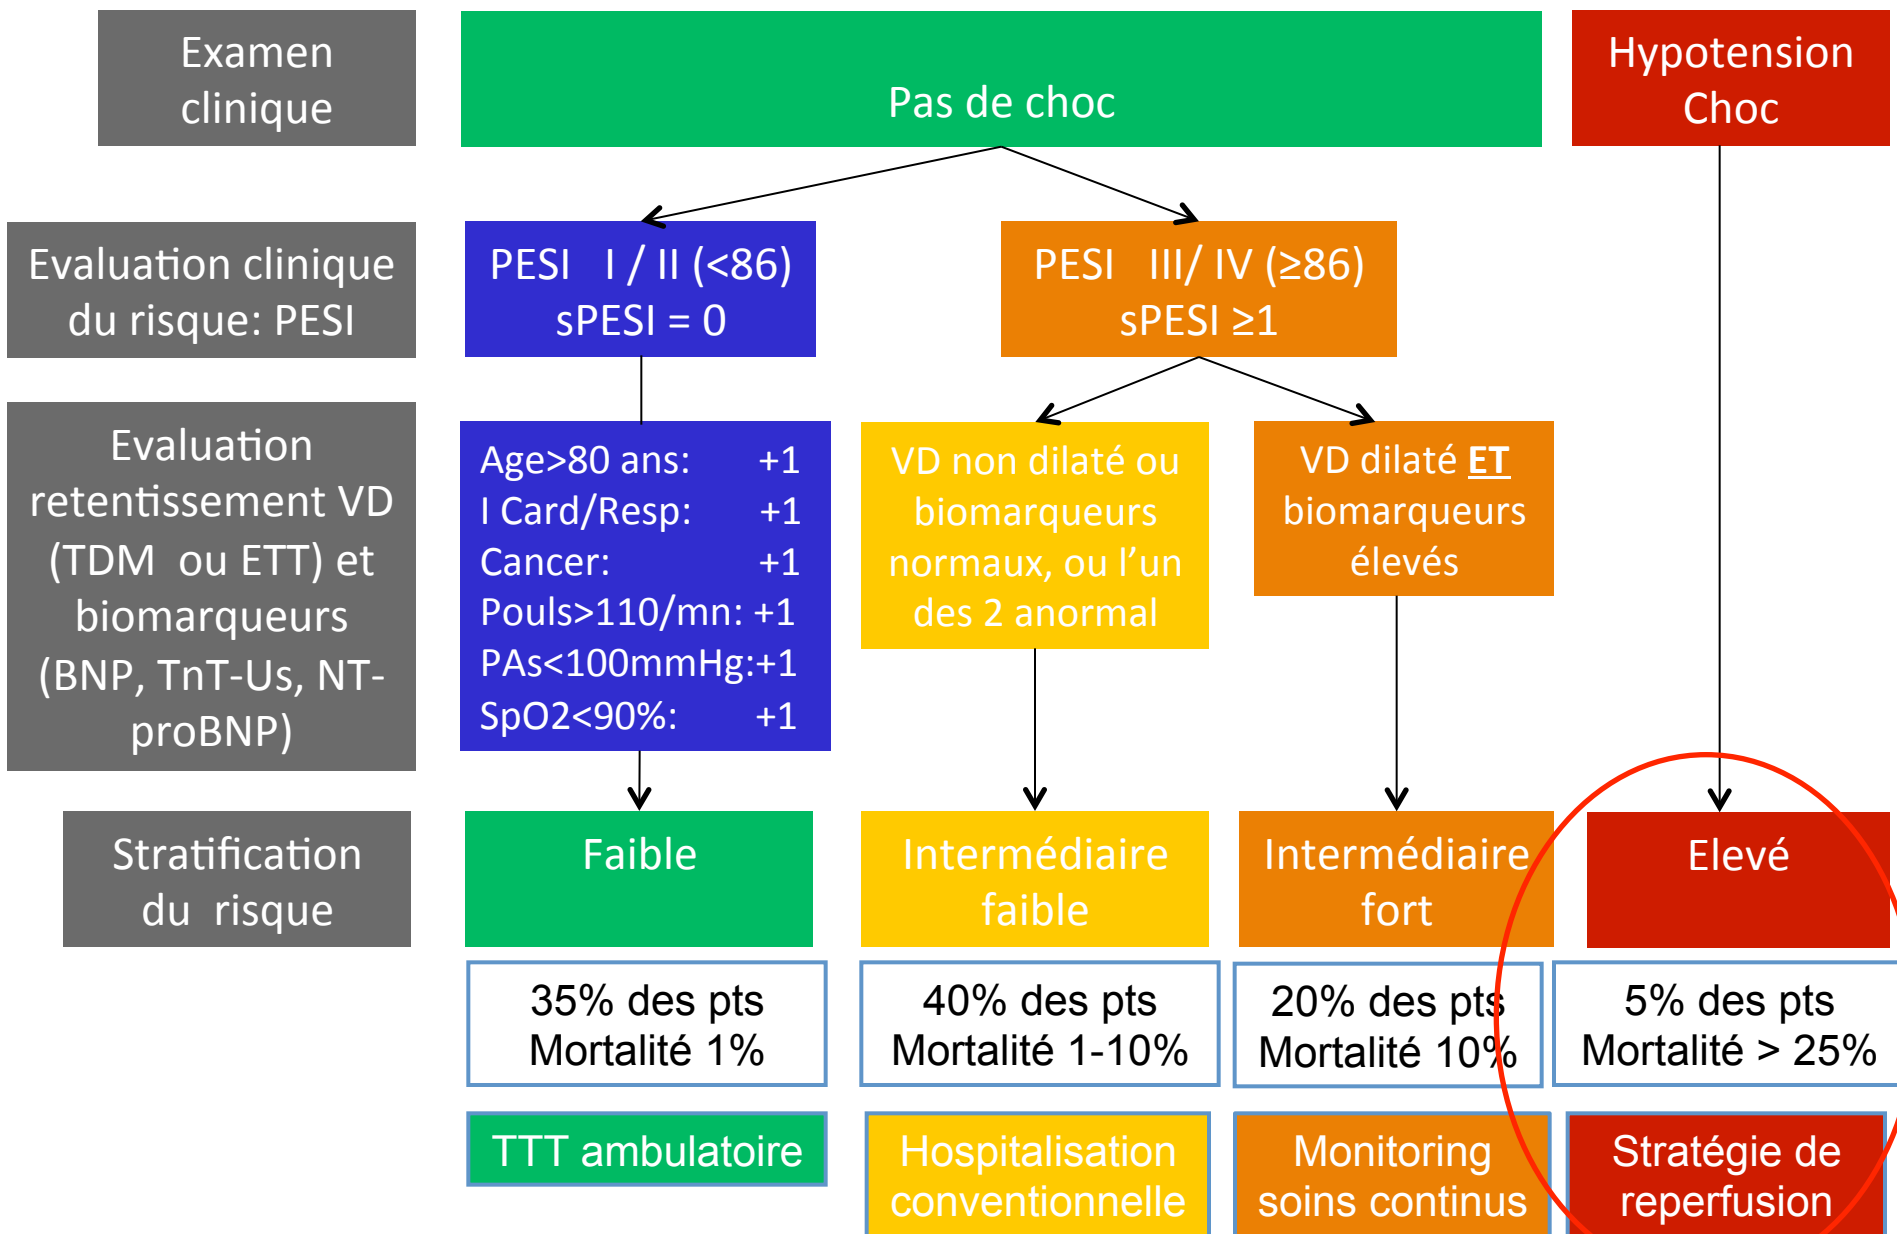 Examen
clinique
Pas de choc
Hypotension
Choc
Evaluation clinique
du risque: PESI
PESI I / II (<86)
sPESI = 0
PESI III/ IV (≥86)
sPESI ≥1
Evaluation
retentissement VD
(TDM ou ETT) et
biomarqueurs
(BNP, TnT-Us, NT-
proBNP)
Age>80 ans: +1
I Card/Resp: +1
Cancer: +1
Pouls>110/mn: +1
PAs<100mmHg:+1
SpO2<90%: +1
VD non dilaté ou
biomarqueurs
normaux, ou l’un
des 2 anormal
VD dilaté ET
biomarqueurs
élevés
Stratification
du risque
Faible
Intermédiaire
faible
Intermédiaire
fort
Elevé
35% des pts
Mortalité 1%
40% des pts
Mortalité 1-10%
20% des pts
Mortalité 10%
5% des pts
Mortalité > 25%
TTT ambulatoire
Hospitalisation
conventionnelle
Monitoring
soins continus
Stratégie de
reperfusion